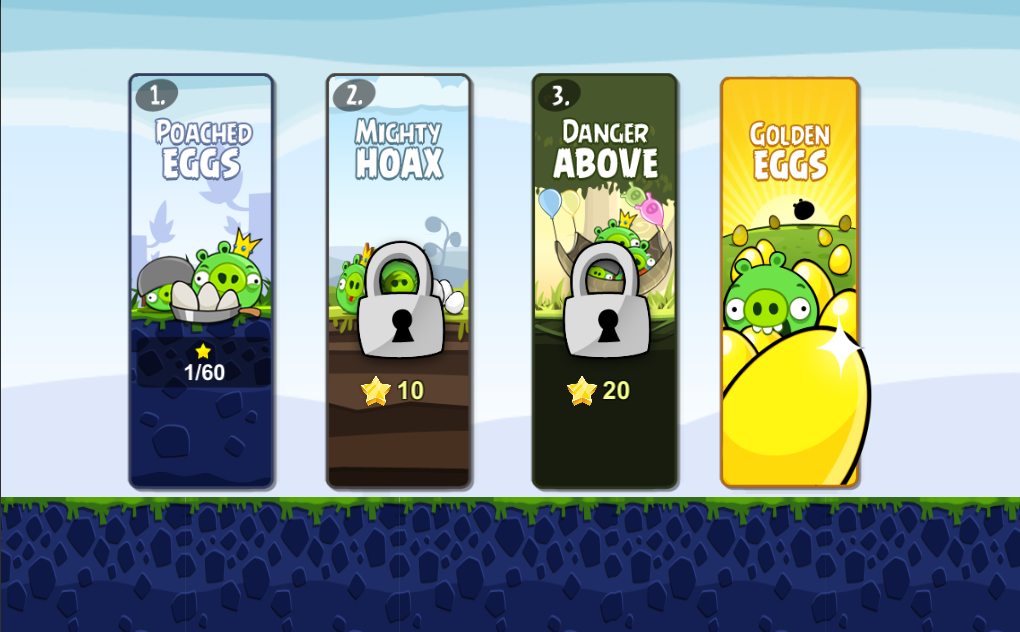 1.
POACHED
EGGS
1/60
2.
MIGHTY
HOAX
10
3.
DANGER
ABOVE
20
GOLDEN
EGGS